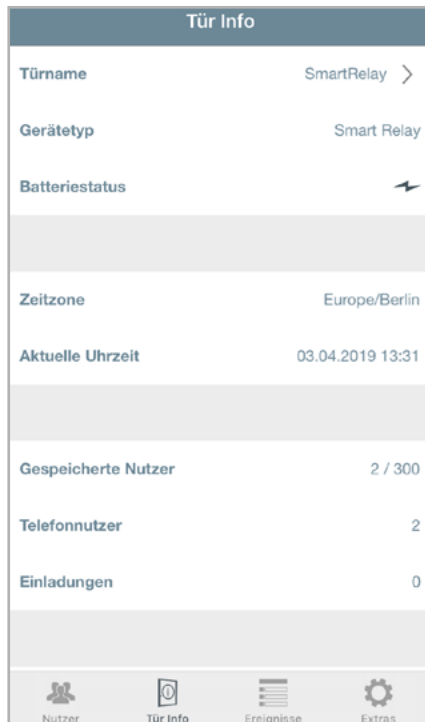 Tür Info
Türname SmartRelay
Gerätetyp Smart Relay
Batteriestatus
Zeitzone Europe/Berlin
Aktuelle Uhrzeit 03.04.2019 13:31
Gespeicherte Nutzer 2 / 300
Telefonnutzer 2
Einladungen 0
Nutzer Tür Info Ereignisse Extras